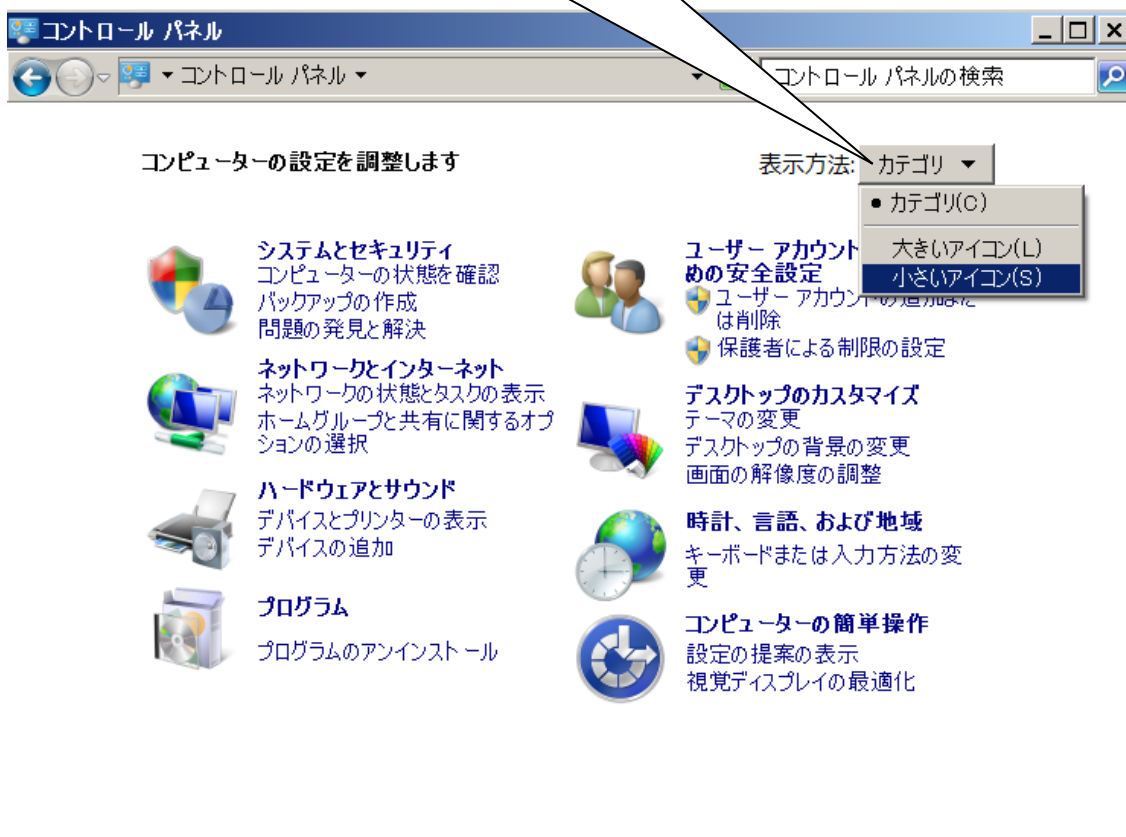 コントロール パネル
コントロール パネル
コントロール パネルの検索
コンピューターの設定を調整します
表示方法: カテゴリ
カテゴリ(C)
大きいアイコン(L)
小さいアイコン(S)
システムとセキュリティ
コンピューターの状態を確認
バックアップの作成
問題の発見と解決
ネットワークとインターネット
ネットワークの状態とタスクの表示
ホームグループと共有に関するオプ
ションの選択
ハードウェアとサウンド
デバイスとプリンターの表示
デバイスの追加
プログラム
プログラムのアンインストール
ユーザー アカウント
めの安全設定
ユーザー アカウントの追加また
は削除
保護者による制限の設定
デスクトップのカスタマイズ
テーマの変更
デスクトップの背景の変更
画面の解像度の調整
時計、言語、および地域
キーボードまたは入力方法の変
更
コンピューターの簡単操作
設定の提案の表示
視覚ディスプレイの最適化